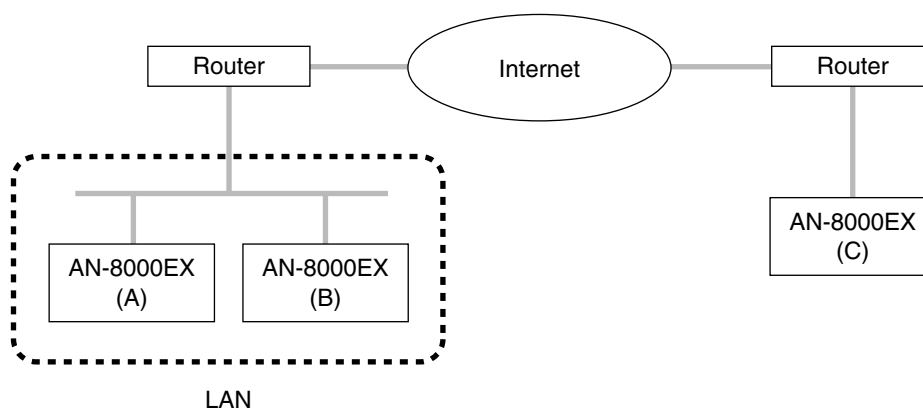 Router
Internet
Router
AN-8000EX
(A)
AN-8000EX
(B)
AN-8000EX
(C)
LAN